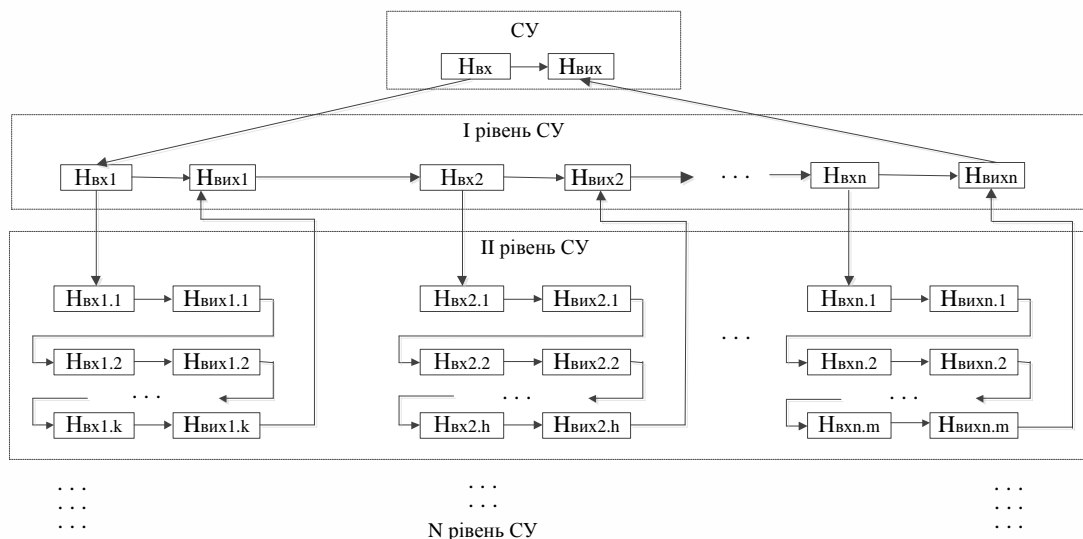 СУ
Нвх Нвих
I рівень СУ
Нвх1 Нвих1 Нвх2 Нвих2 . . . Нвхn Нвихn
II рівень СУ
Нвх1.1 Нвих1.1 Нвх2.1 Нвих2.1 Нвхn.1 Нвихn.1
. . .
Нвх1.2 Нвих1.2 Нвх2.2 Нвих2.2 Нвхn.2 Нвихn.2
. . . . . . . . .
Нвх1.k Нвих1.k Нвх2.h Нвих2.h Нвхn.m Нвихn.m
. . . . . . . . .
. . . . . . . . .
. . . N рівень СУ . . .